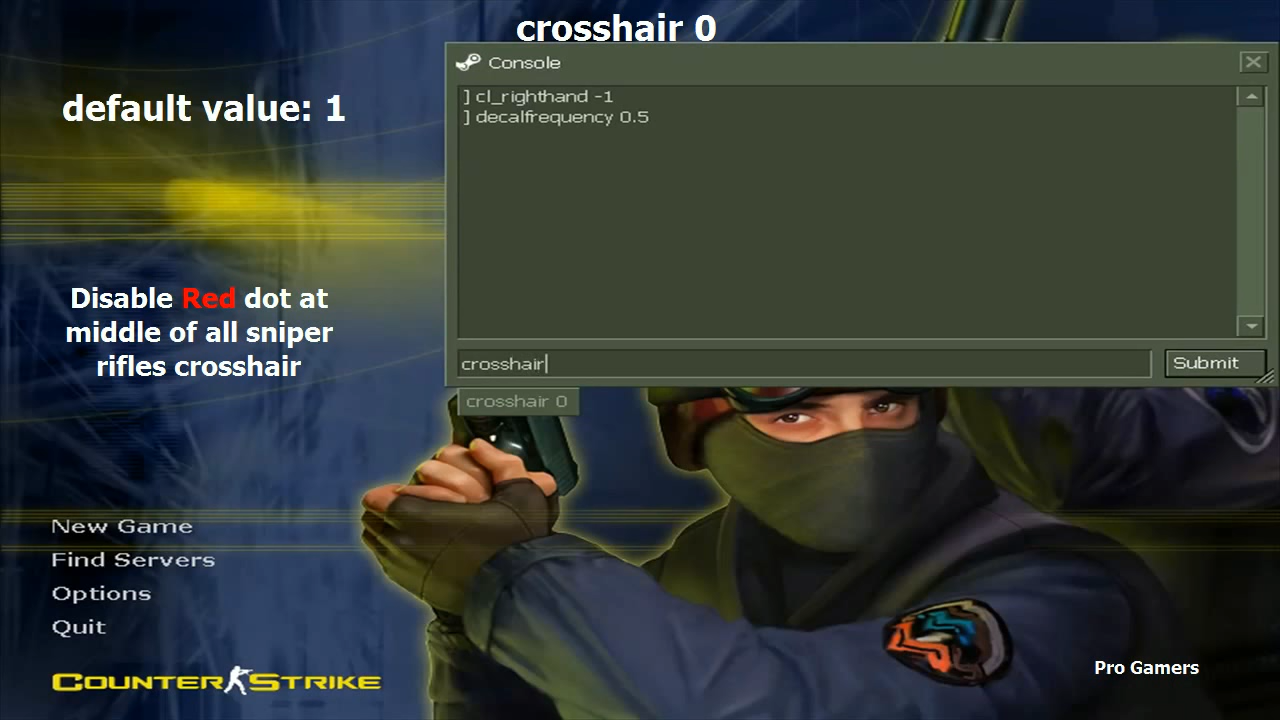 crosshair 0
default value: 1
Console
] cl_righthand -1
] decalfrequency 0.5
Disable Red dot at
middle of all sniper
rifles crosshair
crosshair
Submit
crosshair 0
New Game
Find Servers
Options
Quit
COUNTER STRIKE
Pro Gamers